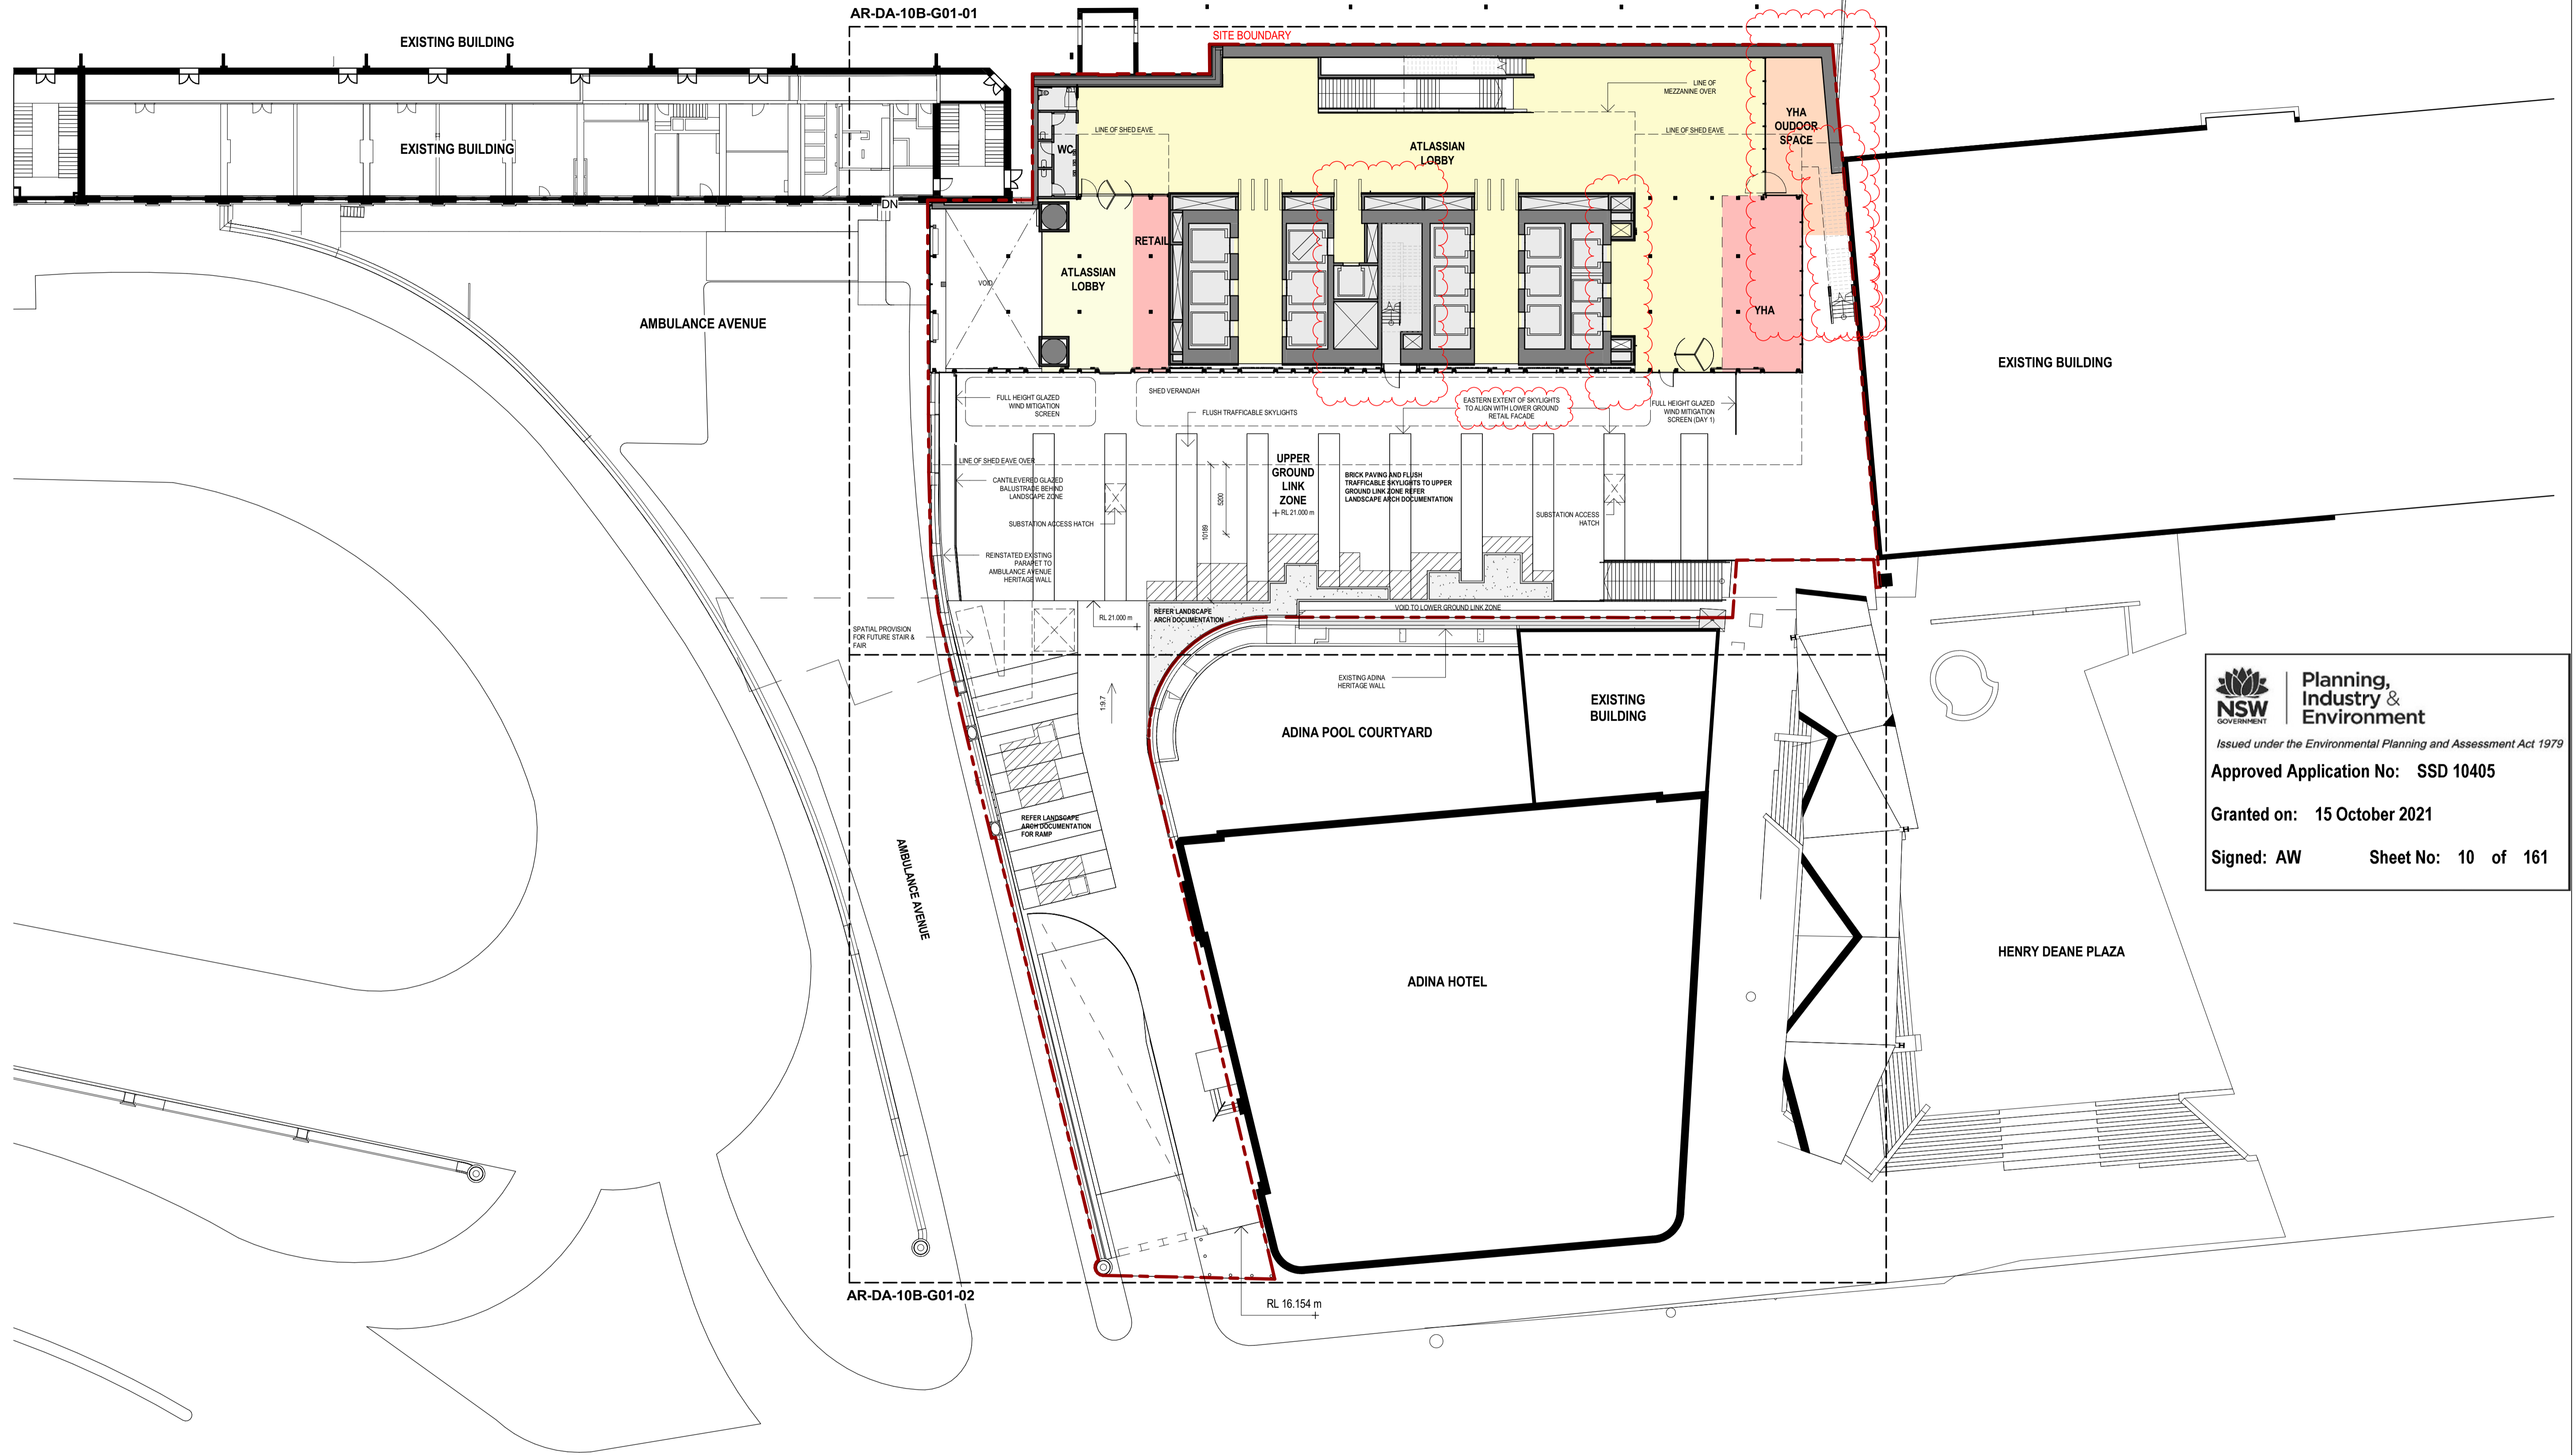 AR-DA-10B-G01-01
EXISTING BUILDING
SITE BOUNDARY
LINE OF
MEZZANINE OVER
YHA
OUDOOR
SPACE
LINE OF SHED EAVE
LINE OF SHED EAVE
EXISTING BUILDING
WC
ATLASSIAN
LOBBY
DN
RETAIL
ATLASSIAN
LOBBY
VOID
YHA
AMBULANCE AVENUE
EXISTING BUILDING
SHED VERANDAH
FULL HEIGHT GLAZED
WIND MITIGATION
SCREEN
FLUSH TRAFFICABLE SKYLIGHTS
EASTERN EXTENT OF SKYLIGHTS
TO ALIGN WITH LOWER GROUND
RETAIL FACADE
FULL HEIGHT GLAZED
WIND MITIGATION
SCREEN (DAY 1)
LINE OF SHED EAVE OVER
UPPER
GROUND
LINK
ZONE
RL 21.000 m
BRICK PAVING AND FLUSH
TRAFFICABLE SKYLIGHTS TO UPPER
GROUND LINK ZONE REFER
LANDSCAPE ARCH DOCUMENTATION
CANTILEVERED GLAZED
BALUSTRADE BEHIND
LANDSCAPE ZONE
5200
10189
SUBSTATION ACCESS HATCH
SUBSTATION ACCESS
HATCH
REINSTATED EXISTING
PARAPET TO
AMBULANCE AVENUE
HERITAGE WALL
REFER LANDSCAPE
ARCH DOCUMENTATION
VOID TO LOWER GROUND LINK ZONE
RL 21.000 m
SPATIAL PROVISION
FOR FUTURE STAIR &
FAIR
EXISTING ADINA
HERITAGE WALL
1:9.7
ADINA POOL COURTYARD
EXISTING
BUILDING
REFER LANDSCAPE
ARCH DOCUMENTATION
FOR RAMP
AMBULANCE AVENUE
ADINA HOTEL
HENRY DEANE PLAZA
AR-DA-10B-G01-02
RL 16.154 m
NSW
GOVERNMENT
Planning,
Industry &
Environment
Issued under the Environmental Planning and Assessment Act 1979
Approved Application No: SSD 10405
Granted on: 15 October 2021
Signed: AW Sheet No: 10 of 161